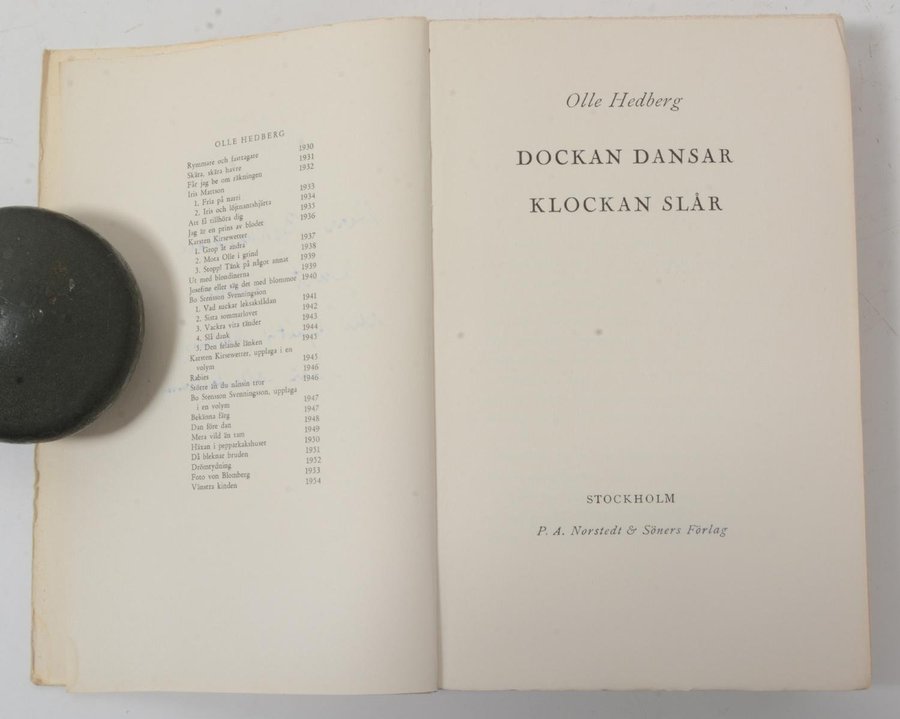 OLLE HEDBERG
Rymmare och fasttagare 1930
Skära, skära havre 1931
Får jag be om räkningen 1932
Iris Mattson
1. Fria på narri 1933
2. Iris och löjtnantshjärta 1934
Att få tillhöra dig 1935
Jag är en prins av blodet 1936
Karsten Kirsewetter
1. Grop åt andra 1937
2. Mota Olle i grind 1938
3. Stopp! Tänk på något annat 1939
Ut med blondinerna 1939
Josefine eller säg det med blommor 1940
Bo Stensson Svenningsson
1. Vad suckar leksakslådan 1941
2. Sista sommarlovet 1942
3. Vackra vita tänder 1943
4. Slå dank 1944
5. Den felande länken 1945
Karsten Kirsewetter, upplaga i en
volym 1945
Rabies 1946
Större än du nånsin tror 1946
Bo Stensson Svenningsson, upplaga
i en volym 1947
Bekänna färg 1947
Dan före dan 1948
Mera vild än tam 1949
Häxan i pepparkakshuset 1950
Då bleknar bruden 1951
Drömtydning 1952
Foto von Blomberg 1953
Vänstra kinden 1954
Olle Hedberg
DOCKAN DANSAR
KLOCKAN SLÅR
STOCKHOLM
P. A. Norstedt & Söners Förlag